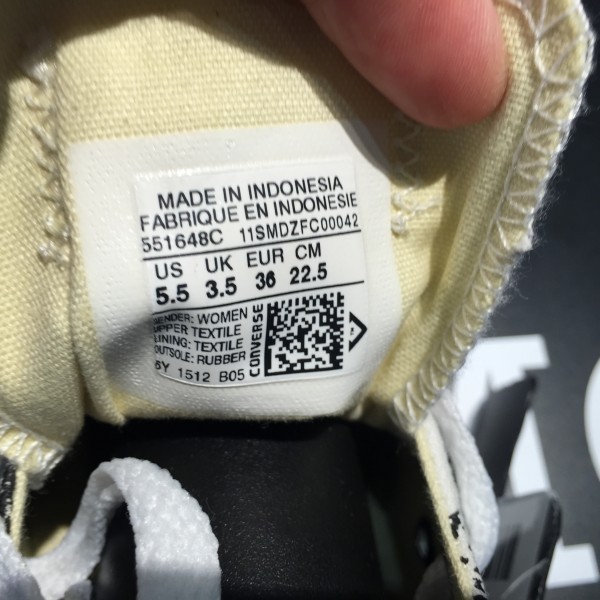 MADE IN INDONESIA
FABRIQUE EN INDONESIE
551648C 11SMDZFC00042
US UK EUR CM
5.5 3.5 36 22.5
GENDER: WOMEN
UPPER TEXTILE
LINING: TEXTILE
OUTSOLE: RUBBER
6Y 1512 B05
CONVERSE